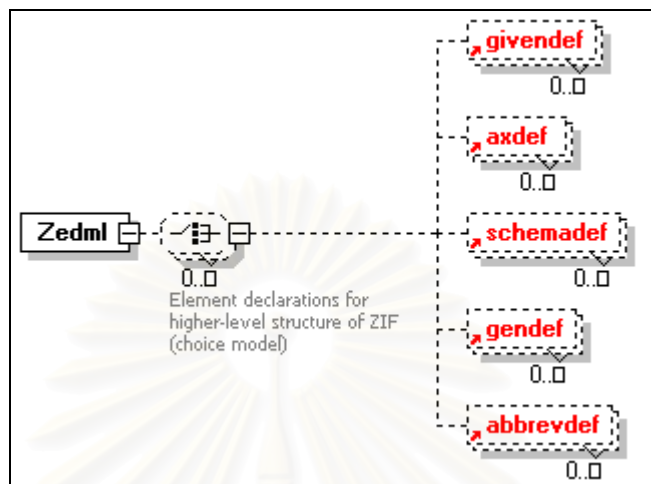 givendef
0..□
axdef
0..□
Zedml
0..□
Element declarations for
higher-level structure of ZIF
(choice model)
schemadef
0..□
gendef
0..□
abbrevdef
0..□